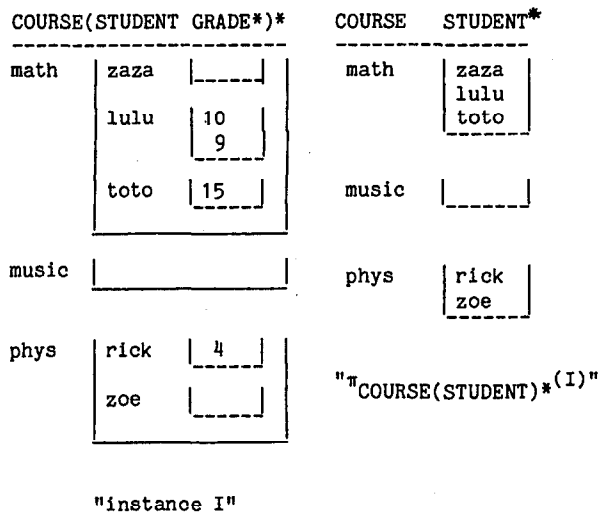 COURSE(STUDENT GRADE*)*
math zaza
lulu 10
9
toto 15
music
phys rick 4
zoe
"instance I"
COURSE STUDENT*
math zaza
lulu
toto
music
phys rick
zoe
"πCOURSE(STUDENT)*(I)"